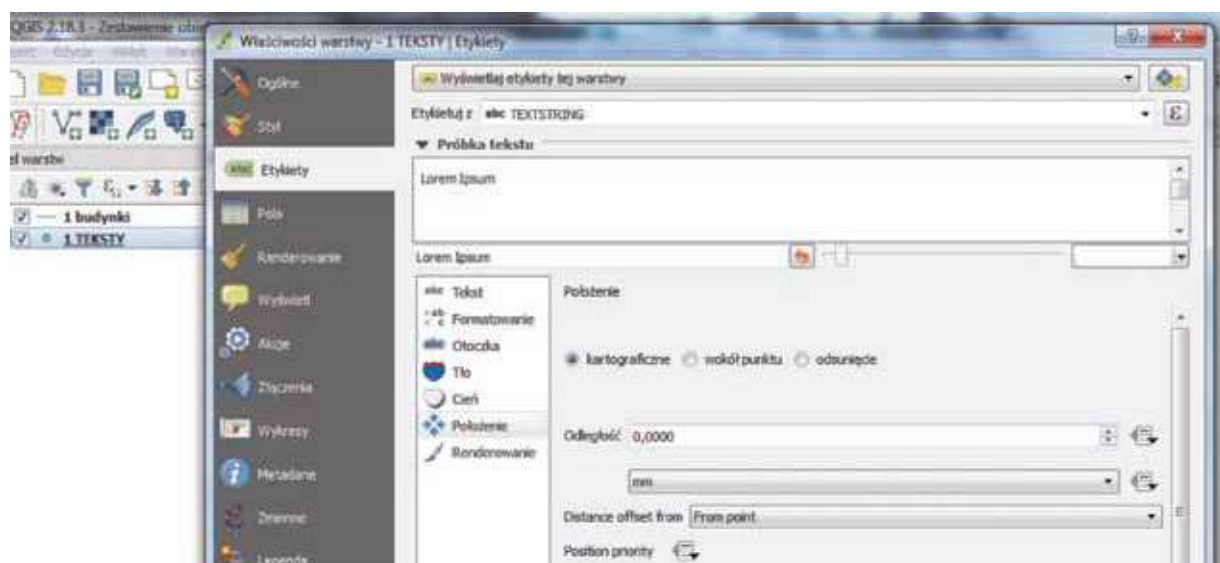 QGIS 2.18.3 - Zestawienie
Właściwości warstwy - 1 TEKSTY | Etykiety
Edycja
Ogólne
Styl
Etykiety
Pola
Renderowanie
Wyświetl
Akcje
Złączenia
Wykresy
Metadane
Zmienne
Legenda
1 budynki
1 TEKSTY
Wyświetlaj etykiety tej warstwy
Etykietuj z abc TEXTSTRING
ε
Próbka tekstu
Lorem Ipsum
Lorem Ipsum
Tekst
Formatowanie
Otoczka
Tło
Cień
Położenie
Renderowanie
Położenie
kartograficzne wokół punktu odsunięcie
Odległość 0,0000
mm
Distance offset from From point
Position priority